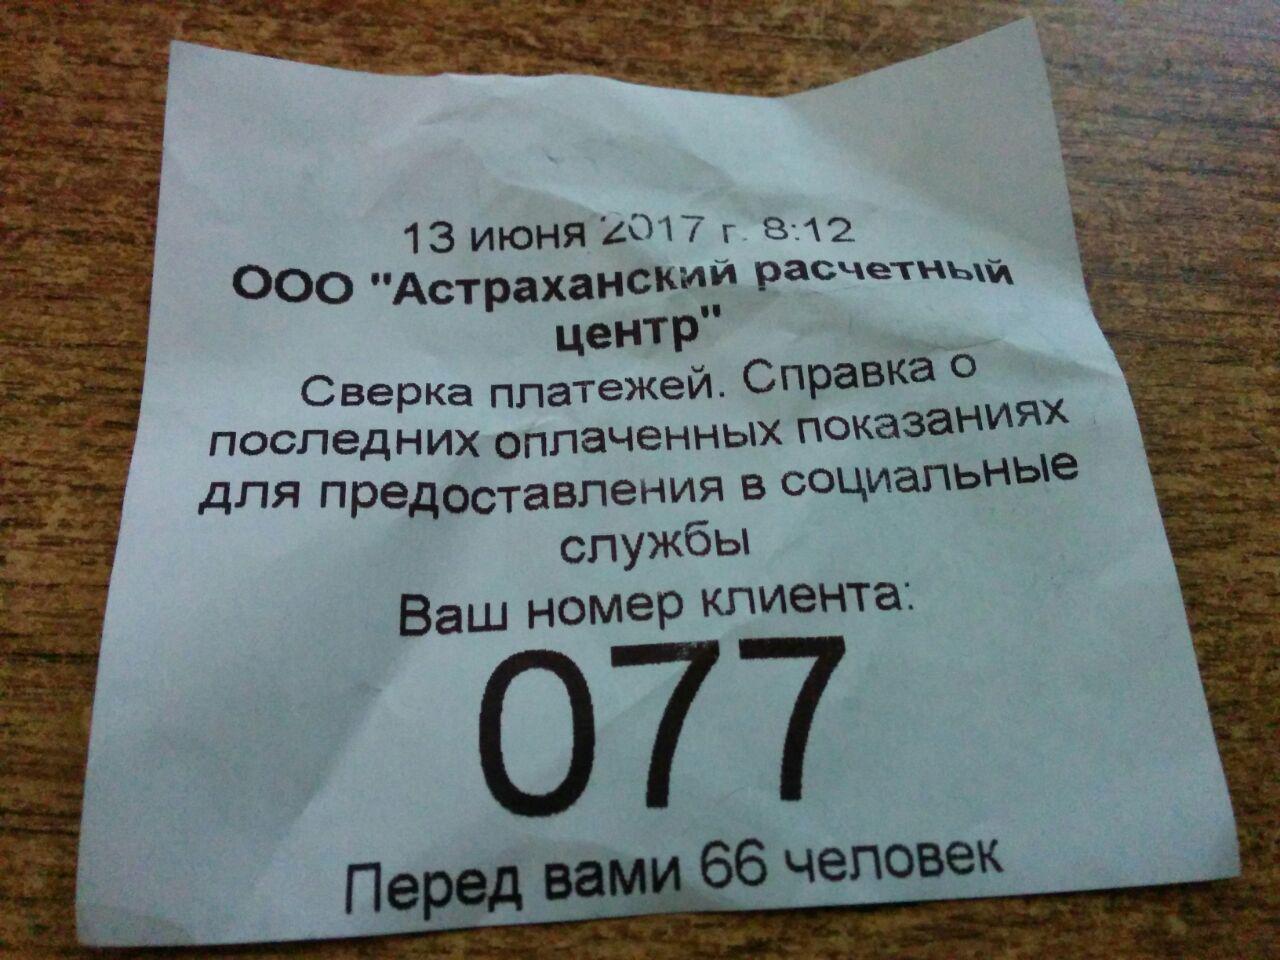 13 июня 2017 г. 8:12
ООО "Астраханский расчетный
центр"
Сверка платежей. Справка о
последних оплаченных показаниях
для предоставления в социальные
службы
Ваш номер клиента:
077
Перед вами 66 человек